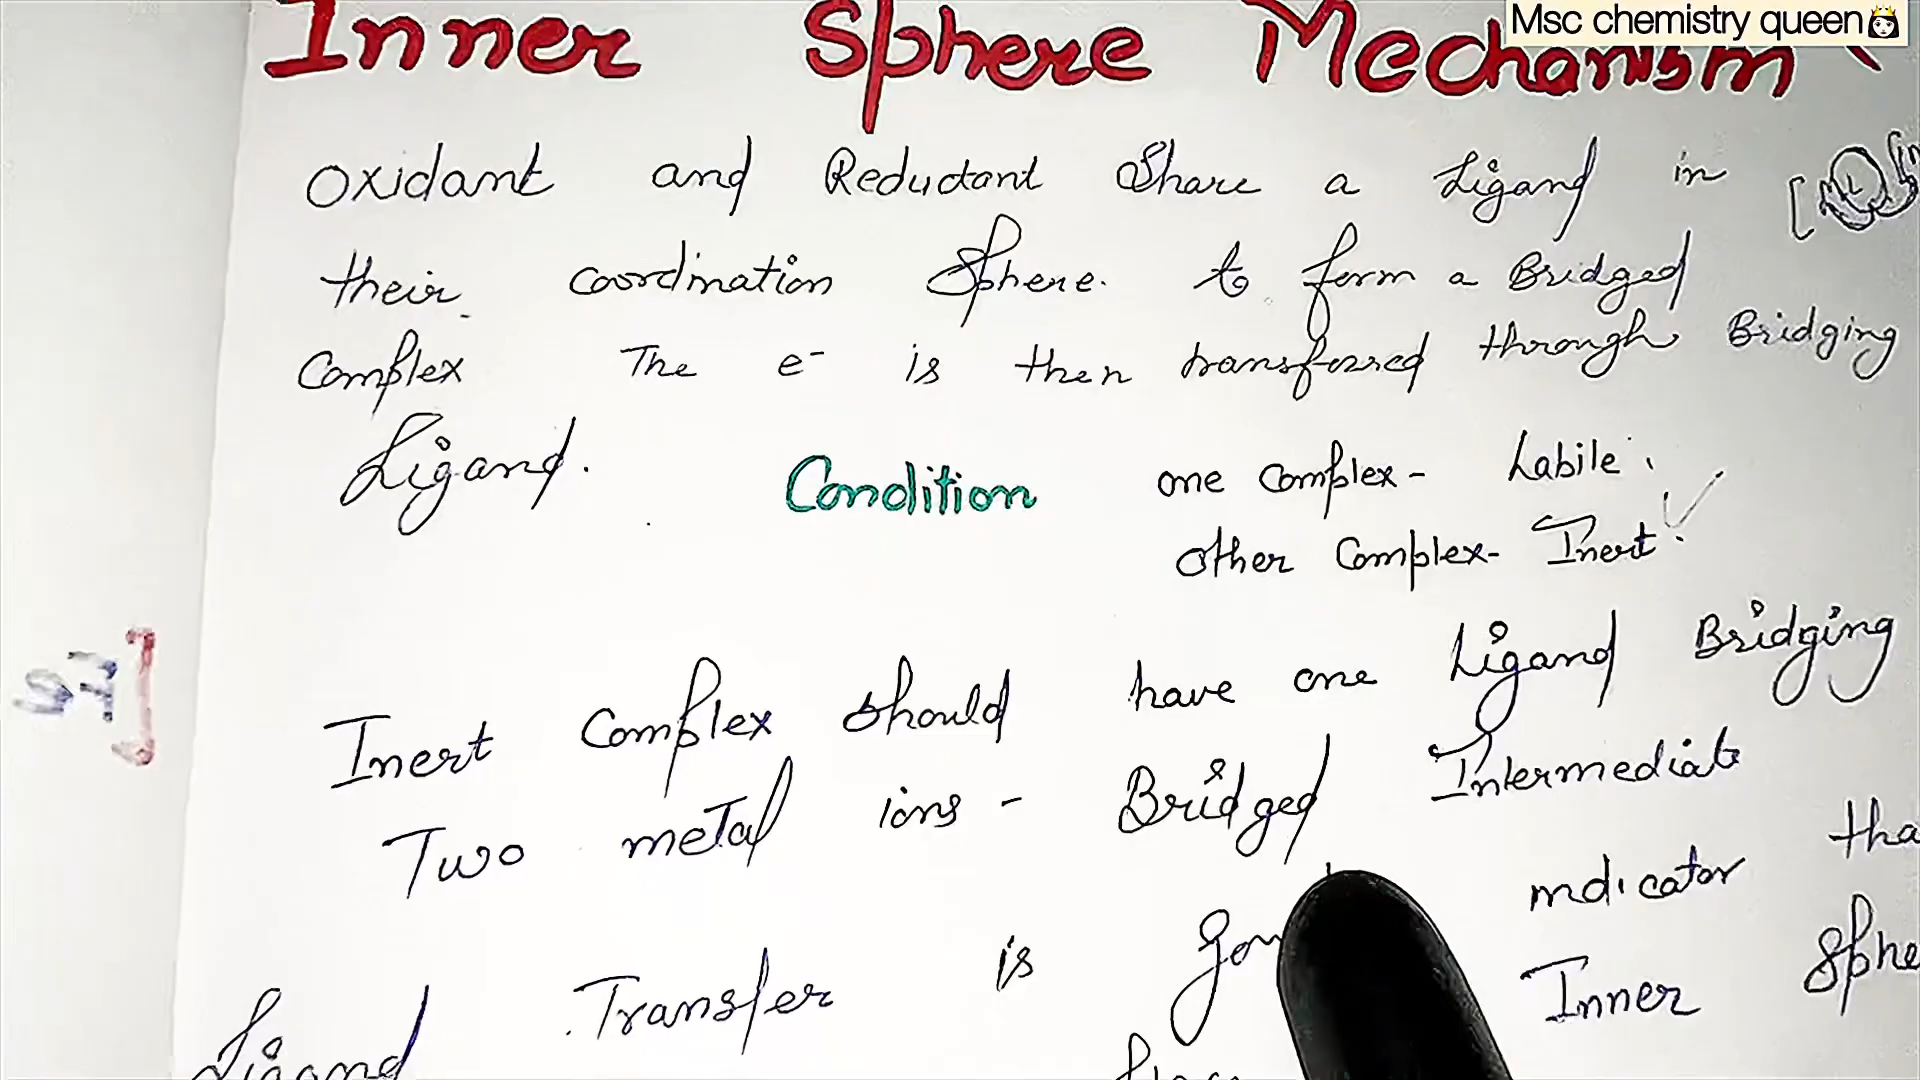 Msc chemistry queen👸🏻
Inner Sphere Mechanism
Oxidant and Reductant Share a Ligand in
their coordination Sphere. to form a Bridged
Complex The e⁻ is then transferred through Bridging
Ligand.
Condition one complex - Labile.
other complex - Inert.
Inert Complex should have one Ligand Bridging
Two metal ions - Bridged Intermediate
Ligand Transfer is indicator
Inner